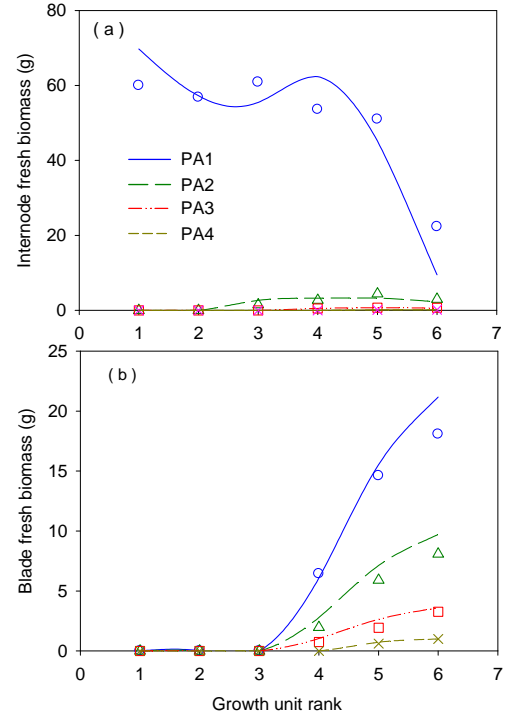 80
( a )
60
40
20
0
Internode fresh biomass (g)
PA1
PA2
PA3
PA4
0 1 2 3 4 5 6 7
25
( b )
20
15
10
5
0
Blade fresh biomass (g)
0 1 2 3 4 5 6 7
Growth unit rank